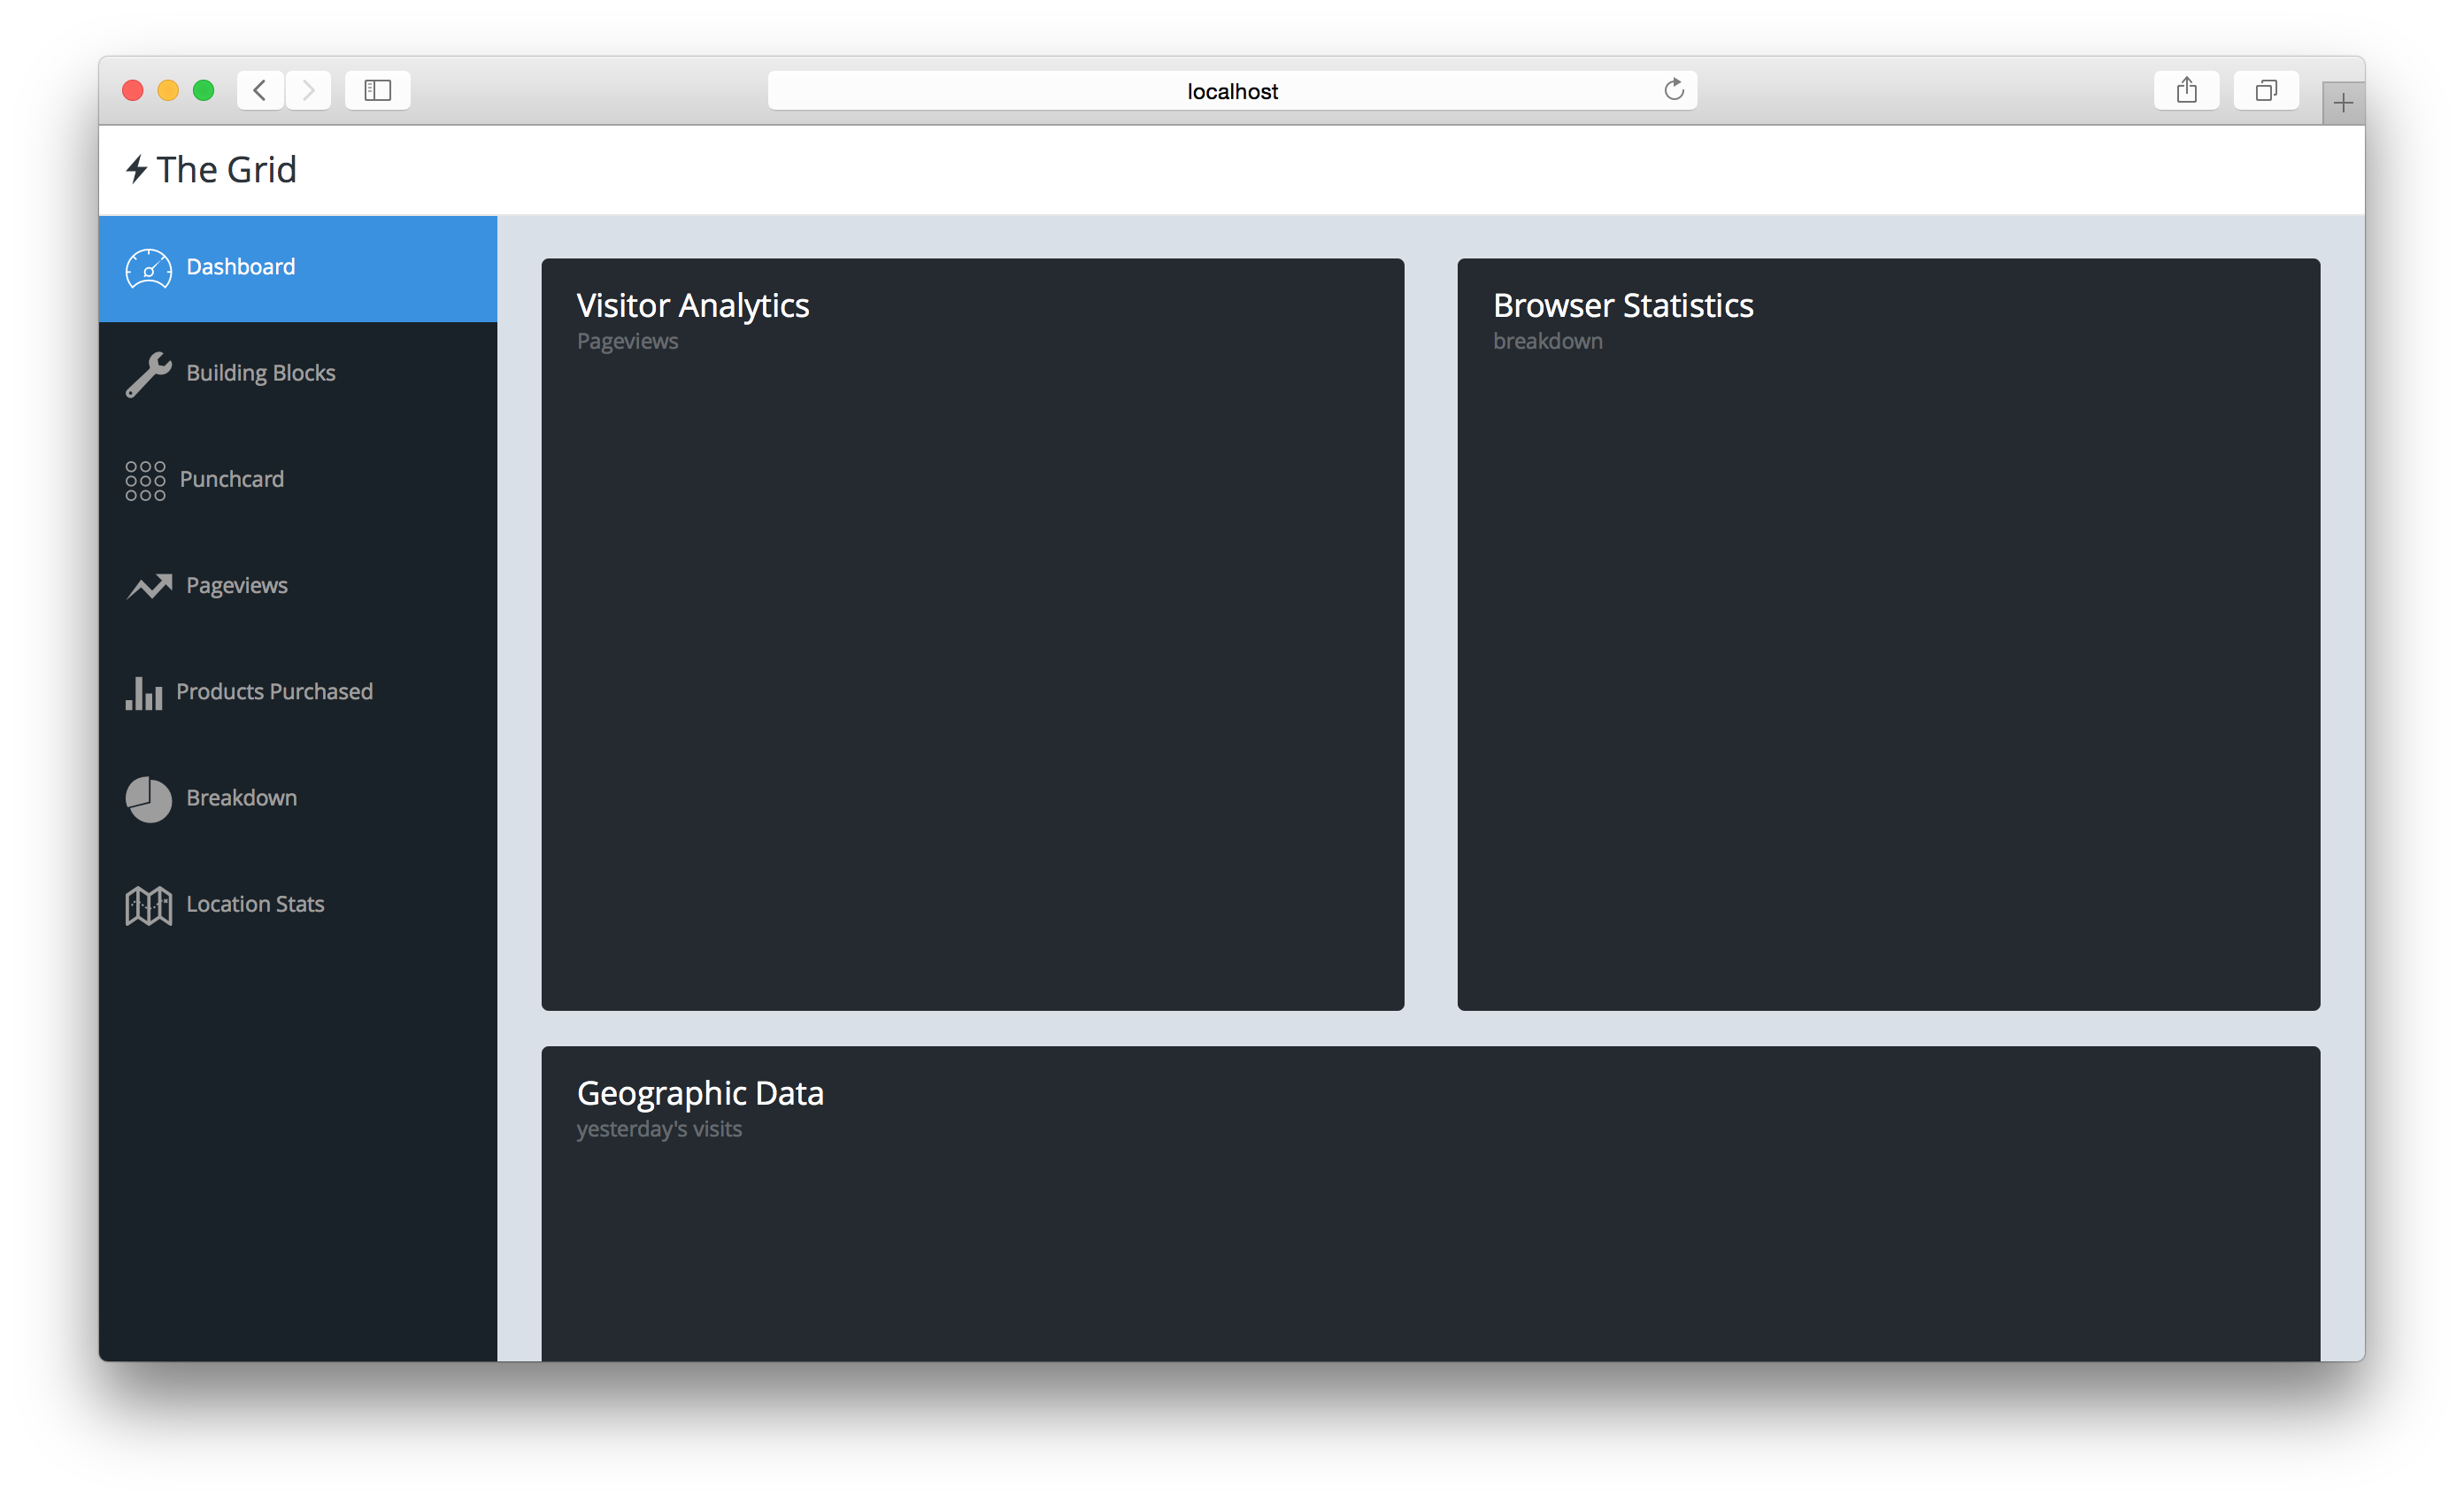 localhost
The Grid
Dashboard
Building Blocks
Punchcard
Pageviews
Products Purchased
Breakdown
Location Stats
Visitor Analytics
Pageviews
Browser Statistics
breakdown
Geographic Data
yesterday's visits